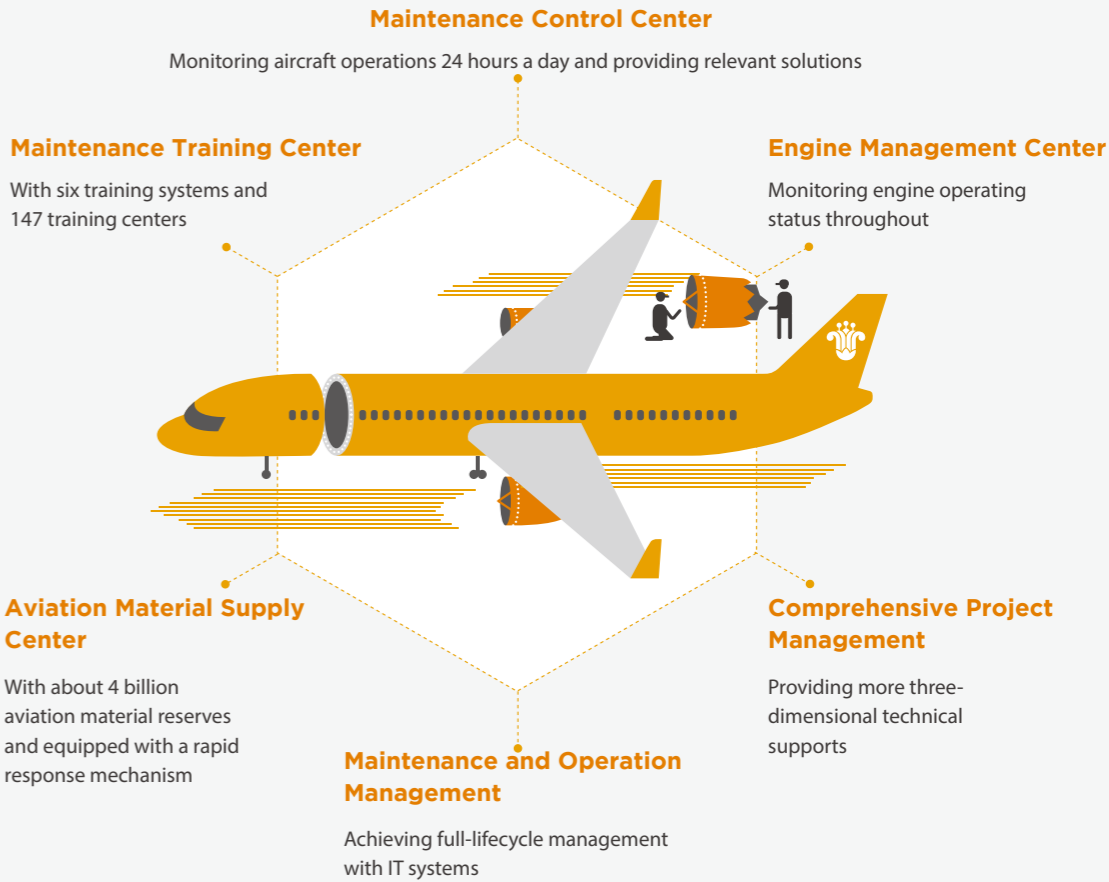 Maintenance Control Center
Monitoring aircraft operations 24 hours a day and providing relevant solutions
Maintenance Training Center
With six training systems and
147 training centers
Engine Management Center
Monitoring engine operating
status throughout
Aviation Material Supply
Center
With about 4 billion
aviation material reserves
and equipped with a rapid
response mechanism
Maintenance and Operation
Management
Achieving full-lifecycle management
with IT systems
Comprehensive Project
Management
Providing more three-
dimensional technical
supports